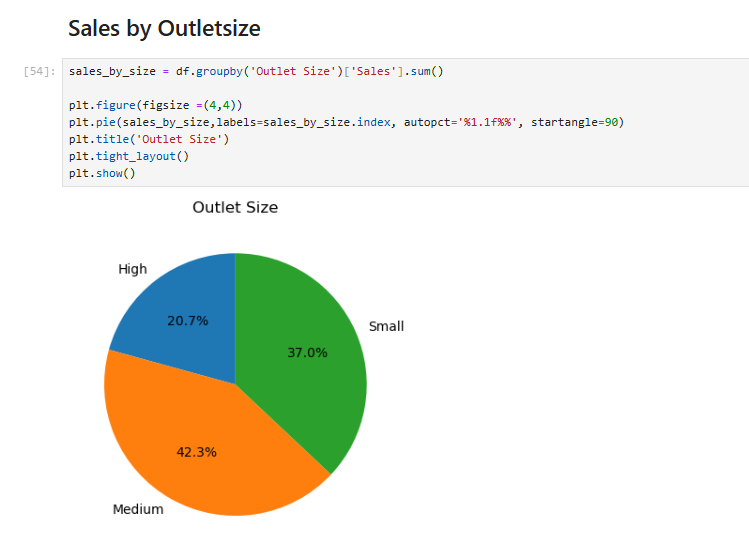 Sales by Outletsize
[54]: sales_by_size = df.groupby('Outlet Size')['Sales'].sum()
plt.figure(figsize =(4,4))
plt.pie(sales_by_size,labels=sales_by_size.index, autopct='%1.1f%%', startangle=90)
plt.title('Outlet Size')
plt.tight_layout()
plt.show()
Outlet Size
High
20.7%
Small
37.0%
42.3%
Medium